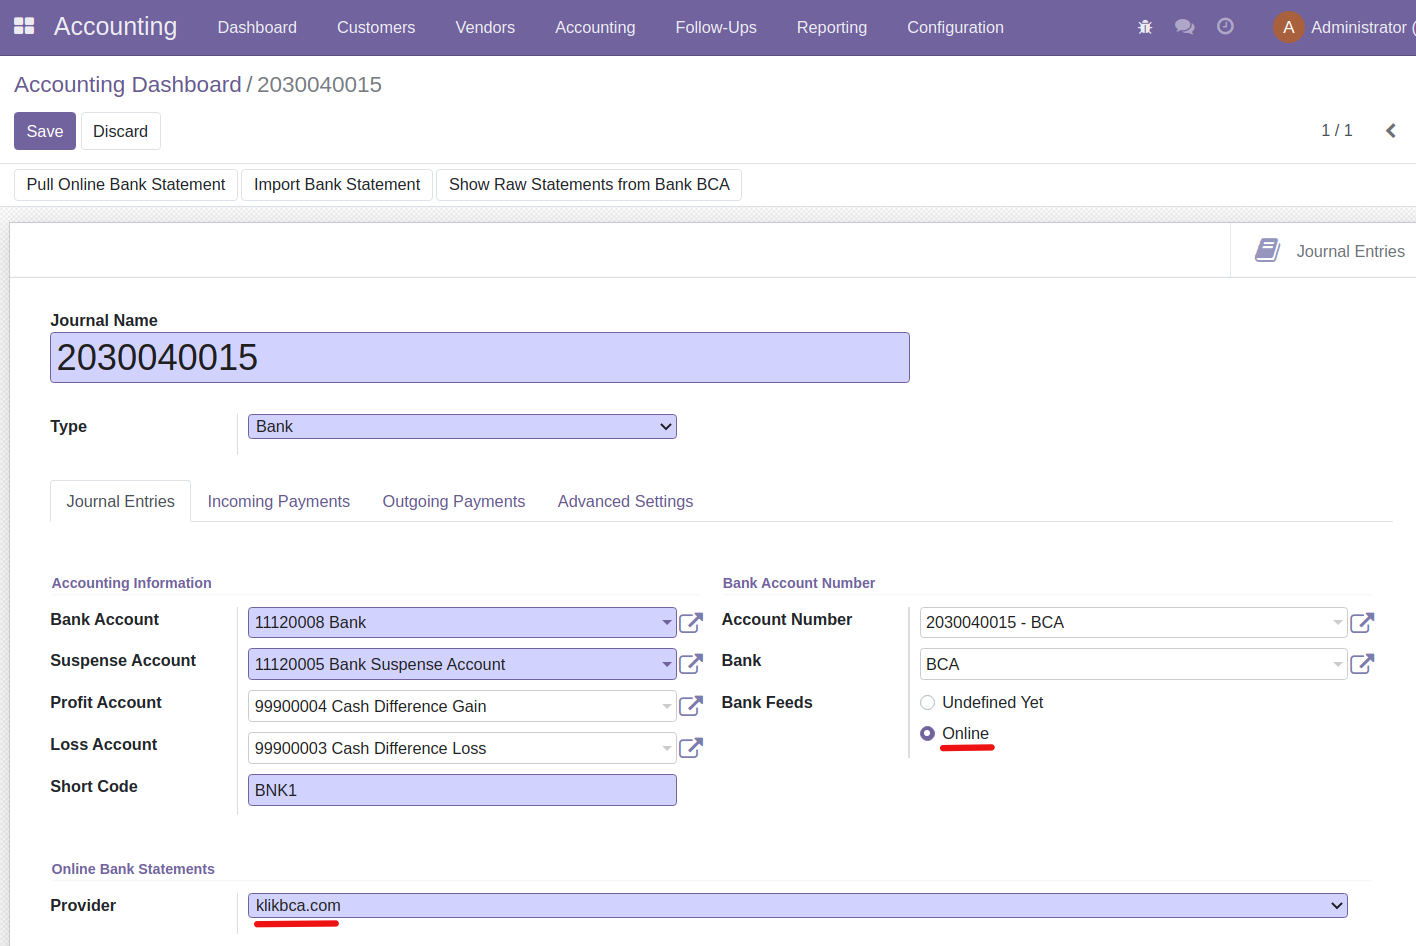 Accounting Dashboard Customers Vendors Accounting Follow-Ups Reporting Configuration A Administrator (
Accounting Dashboard / 2030040015
Save Discard 1 / 1
Pull Online Bank Statement Import Bank Statement Show Raw Statements from Bank BCA
Journal Entries
Journal Name
2030040015
Type Bank
Journal Entries Incoming Payments Outgoing Payments Advanced Settings
Accounting Information Bank Account Number
Bank Account 11120008 Bank Account Number 2030040015 - BCA
Suspense Account 11120005 Bank Suspense Account Bank BCA
Profit Account 99900004 Cash Difference Gain Bank Feeds Undefined Yet
Online
Loss Account 99900003 Cash Difference Loss
Short Code BNK1
Online Bank Statements
Provider klikbca.com